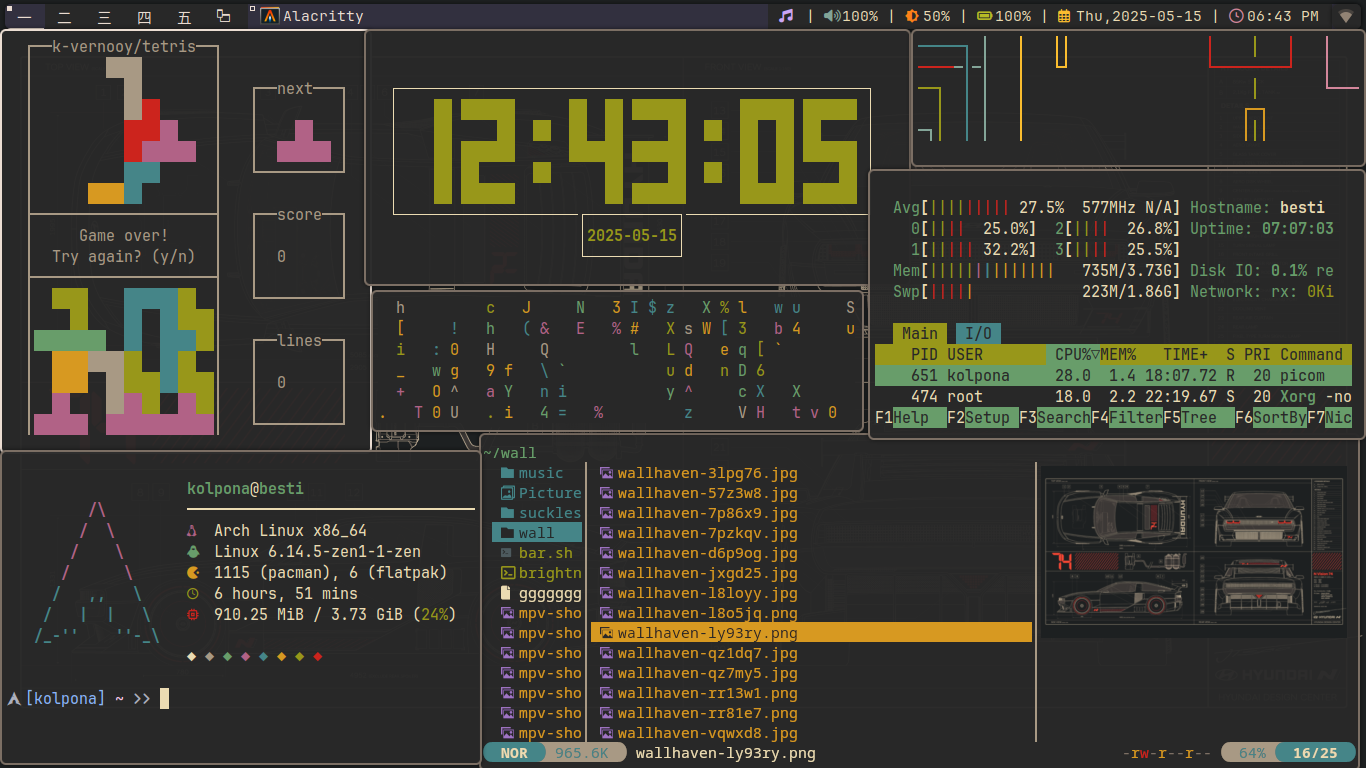 一 二 三 四 五 Alacritty | 100% | 50% | 100% | Thu,2025-05-15 | 06:43 PM
k-vernooy/tetris
next
Game over!
Try again? (y/n)
score
0
lines
0
12:43:05
2025-05-15
h c J N 3 I $ z X % l w u S
[ ! h ( & E % # X s W [ 3 b 4 u
i : 0 H Q l L Q e q [ `
_ w g 9 f \ ` u d n D 6
+ O ^ a Y n i y ^ c X X
. T 0 U . i 4 = % z V H t v 0
Avg[||||||||| 27.5% 577MHz N/A] Hostname: besti
0[|||| 25.0%] 2[|||| 26.8%] Uptime: 07:07:03
1[||||| 32.2%] 3[|||| 25.5%]
Mem[|||||||||||||| 735M/3.73G] Disk IO: 0.1% re
Swp[||||| 223M/1.86G] Network: rx: 0Ki
Main I/O
PID USER CPU%▽MEM% TIME+ S PRI Command
651 kolpona 28.0 1.4 18:07.72 R 20 picom
474 root 18.0 2.2 22:19.67 S 20 Xorg -no
F1Help F2Setup F3SearchF4FilterF5Tree F6SortByF7Nic
kolpona@besti
Arch Linux x86_64
Linux 6.14.5-zen1-1-zen
1115 (pacman), 6 (flatpak)
6 hours, 51 mins
910.25 MiB / 3.73 GiB (24%)
/\
/ \
/ \
/ \
/ ,, \
/ | | \
/_-'' ''-_\
[kolpona] ~ >>
~/wall
music
Picture
suckles
wall
bar.sh
brightn
ggggggg
mpv-sho
mpv-sho
mpv-sho
mpv-sho
mpv-sho
mpv-sho
mpv-sho
wallhaven-3lpg76.jpg
wallhaven-57z3w8.jpg
wallhaven-7p86x9.jpg
wallhaven-7pzkqv.jpg
wallhaven-d6p9og.jpg
wallhaven-jxgd25.jpg
wallhaven-l8loyy.jpg
wallhaven-l8o5jq.png
wallhaven-ly93ry.png
wallhaven-qz1dq7.jpg
wallhaven-qz7my5.jpg
wallhaven-rr13w1.png
wallhaven-rr81e7.png
wallhaven-vqwxd8.jpg
HYUNDAI
74
NOR 965.6K wallhaven-ly93ry.png -rw-r--r-- 64% 16/25